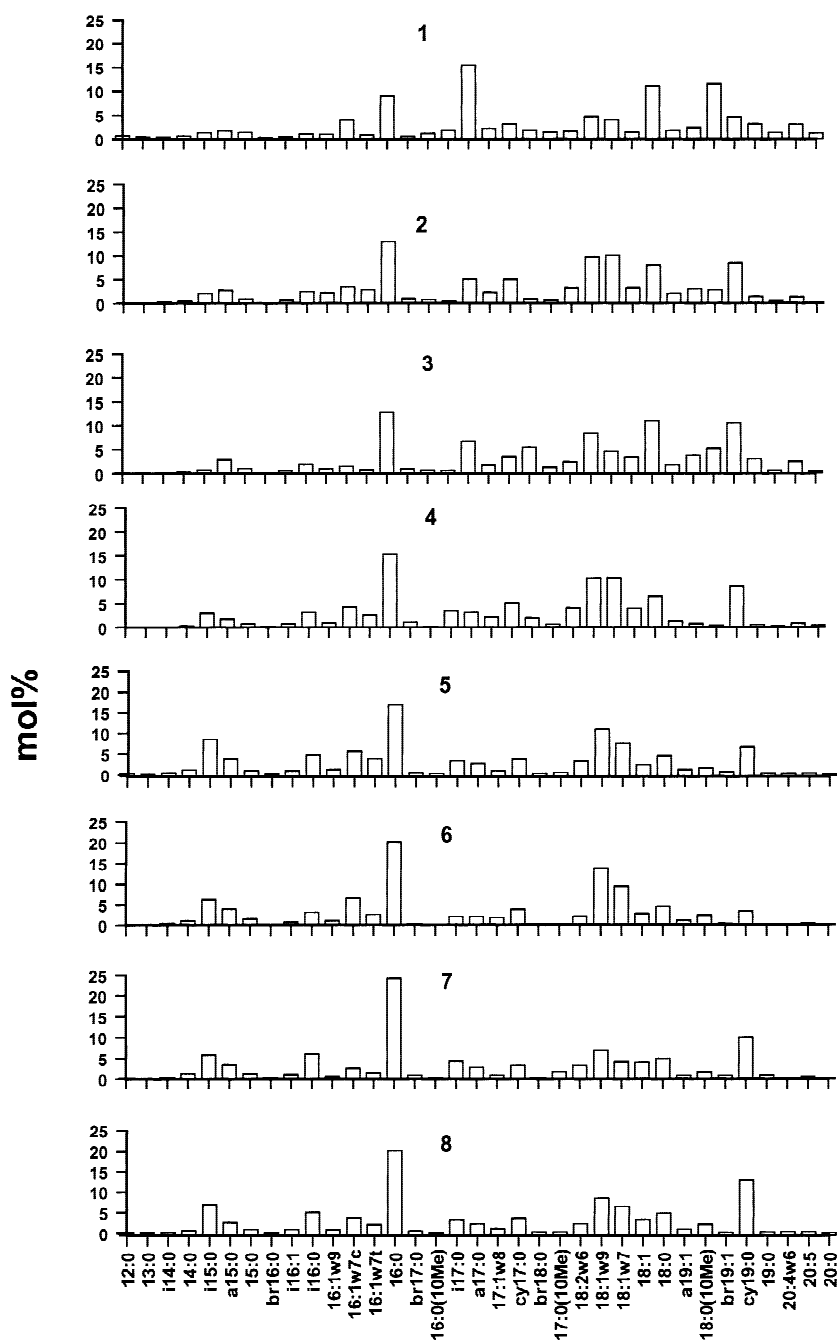 25
20
15
10
5
0
1
25
20
15
10
5
0
2
25
20
15
10
5
0
3
25
20
15
10
5
0
4
mol%
25
20
15
10
5
0
5
25
20
15
10
5
0
6
25
20
15
10
5
0
7
25
20
15
10
5
0
8
12:0
13:0
i14:0
14:0
i15:0
a15:0
15:0
br16:0
i16:1
i16:0
16:1w9
16:1w7c
16:1w7t
16:0
br17:0
16:0(10Me)
i17:0
a17:0
17:1w8
cy17:0
br18:0
17:0(10Me)
18:2w6
18:1w9
18:1w7
18:1
18:0
a19:1
18:0(10Me)
br19:1
cy19:0
19:0
20:4w6
20:5
20:0